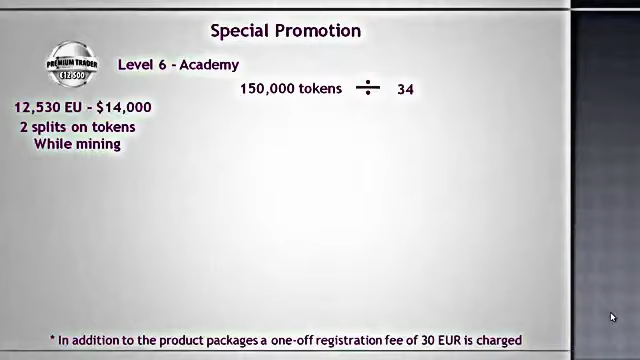 Special Promotion
PREMIUM TRADER
€12.500
Level 6 - Academy
150,000 tokens ÷ 34
12,530 EU - $14,000
2 splits on tokens
While mining
* In addition to the product packages a one-off registration fee of 30 EUR is charged